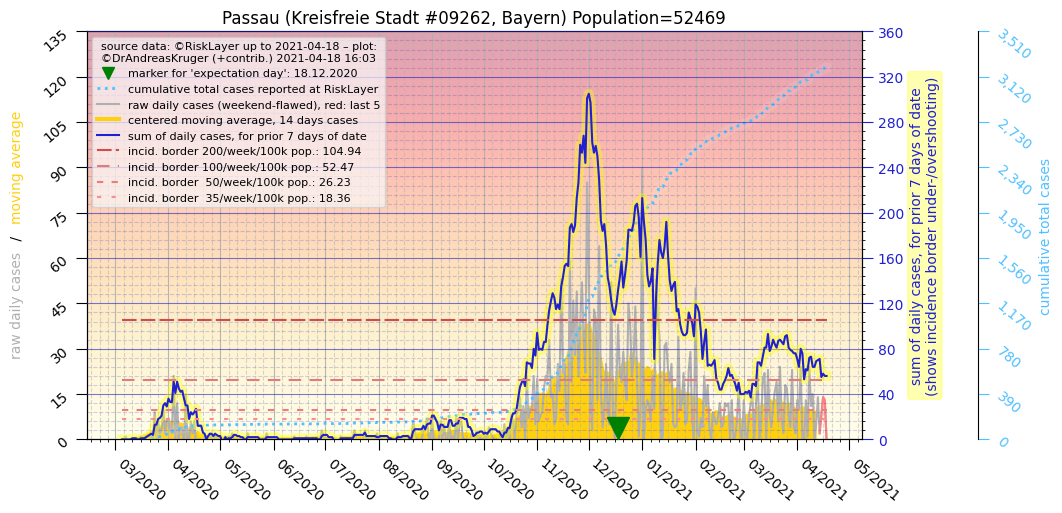 Passau (Kreisfreie Stadt #09262, Bayern) Population=52469
source data: ©RiskLayer up to 2021-04-18 – plot:
©DrAndreasKruger (+contrib.) 2021-04-18 16:03
marker for 'expectation day': 18.12.2020
cumulative total cases reported at RiskLayer
raw daily cases (weekend-flawed), red: last 5
centered moving average, 14 days cases
sum of daily cases, for prior 7 days of date
incid. border 200/week/100k pop.: 104.94
incid. border 100/week/100k pop.: 52.47
incid. border  50/week/100k pop.: 26.23
incid. border  35/week/100k pop.: 18.36
raw daily cases / moving average
135
120
105
90
75
60
45
30
15
0
360
320
280
240
200
160
120
80
40
0
sum of daily cases, for prior 7 days of date
(shows incidence border under-/overshooting)
3,510
3,120
2,730
2,340
1,950
1,560
1,170
780
390
0
cumulative total cases
03/2020
04/2020
05/2020
06/2020
07/2020
08/2020
09/2020
10/2020
11/2020
12/2020
01/2021
02/2021
03/2021
04/2021
05/2021